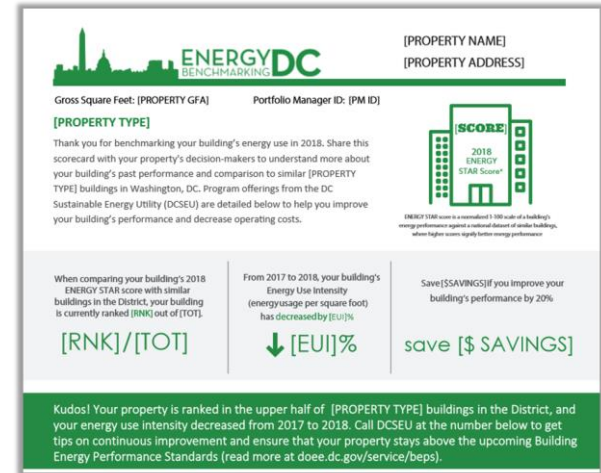 ENERGY
BENCHMARKING
DC
[PROPERTY NAME]
[PROPERTY ADDRESS]
Gross Square Feet: [PROPERTY GFA] Portfolio Manager ID: [PM ID]
[PROPERTY TYPE]
Thank you for benchmarking your building's energy use in 2018. Share this
scorecard with your property's decision-makers to understand more about
your building's past performance and comparison to similar [PROPERTY
TYPE] buildings in Washington, DC. Program offerings from the DC
Sustainable Energy Utility (DCSEU) are detailed below to help you improve
your building's performance and decrease operating costs.
[SCORE]
2018
ENERGY
STAR Score*
ENERGY STAR score is a normalized 1-100 scale of a building's
energy performance against a national dataset of similar buildings,
where higher scores signify better energy performance
When comparing your building's 2018
ENERGY STAR score with similar
buildings in the District, your building
is currently ranked [RNK] out of [TOT].
[RNK]/[TOT]
From 2017 to 2018, your building's
Energy Use Intensity
(energyusage per square foot)
has decreased by [EUI]%
↓ [EUI]%
Save[$SAVINGS]if you improve your
building's performance by 20%
save [$ SAVINGS]
Kudos! Your property is ranked in the upper half of [PROPERTY TYPE] buildings in the District, and
your energy use intensity decreased from 2017 to 2018. Call DCSEU at the number below to get
tips on continuous improvement and ensure that your property stays above the upcoming Building
Energy Performance Standards (read more at doee.dc.gov/service/beps).